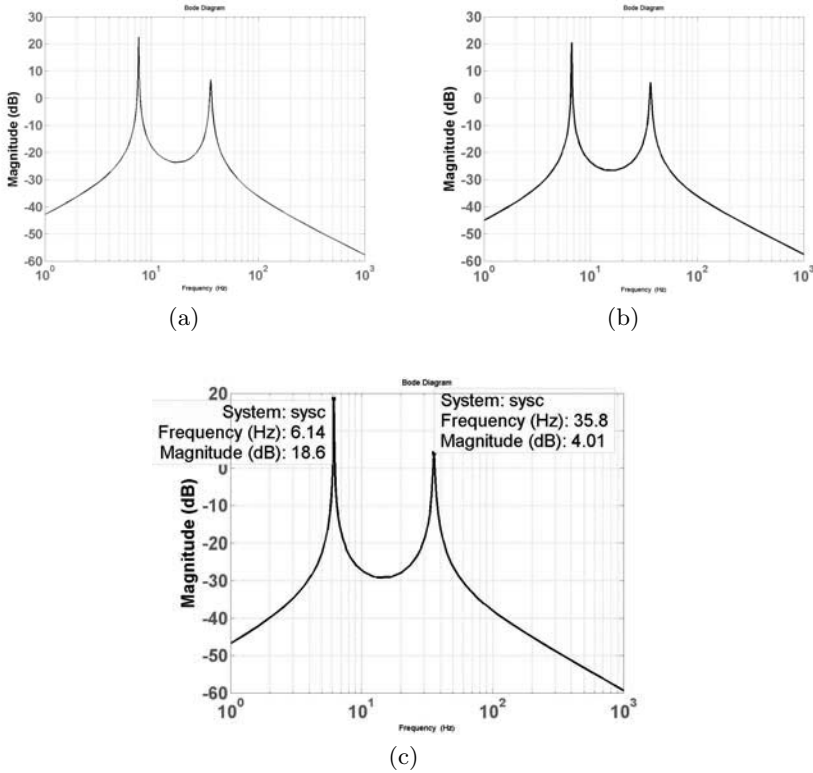 Bode Diagram
30
20
10
0
-10
-20
-30
-40
-50
-60
Magnitude (dB)
10^0
10^1
10^2
10^3
Frequency (Hz)
(a)
Bode Diagram
30
20
10
0
-10
-20
-30
-40
-50
-60
Magnitude (dB)
10^0
10^1
10^2
10^3
Frequency (Hz)
(b)
Bode Diagram
20
System: sysc
Frequency (Hz): 6.14
Magnitude (dB): 18.6
System: sysc
Frequency (Hz): 35.8
Magnitude (dB): 4.01
0
-10
-20
-30
-40
-50
-60
Magnitude (dB)
10^0
10^1
10^2
10^3
Frequency (Hz)
(c)